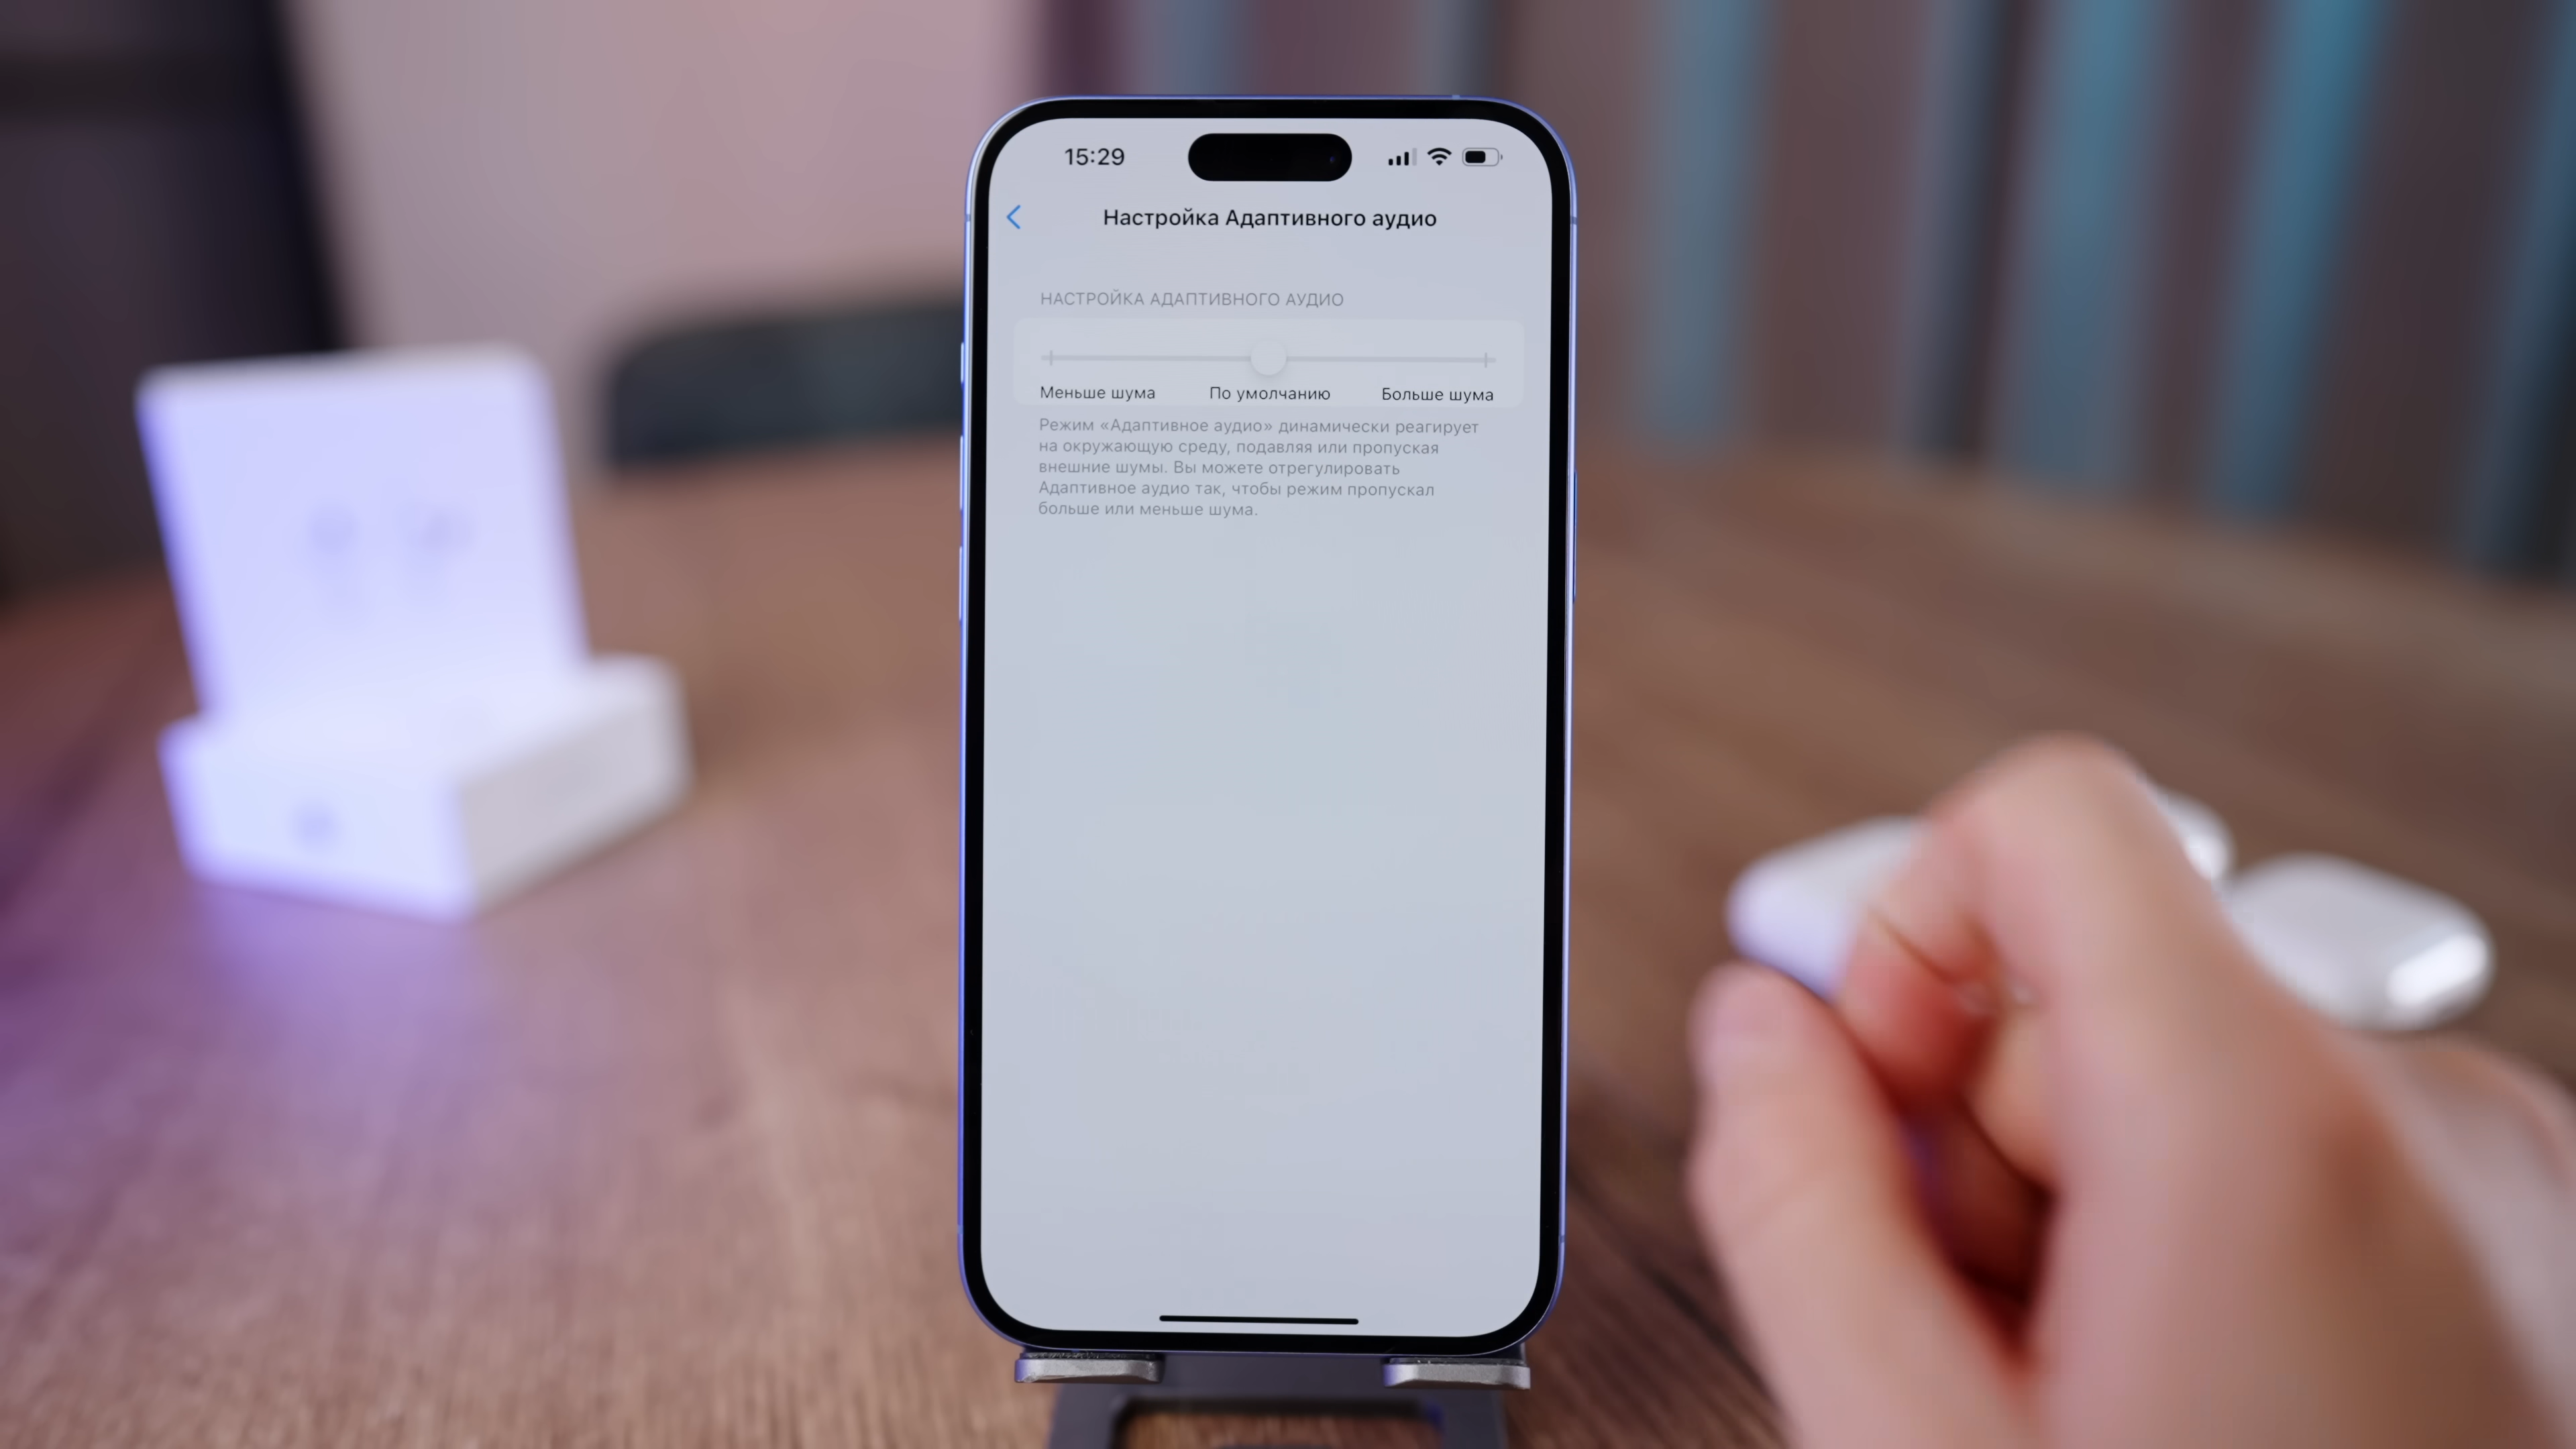 15:29
Настройка Адаптивного аудио
НАСТРОЙКА АДАПТИВНОГО АУДИО
Меньше шума По умолчанию Больше шума
Режим «Адаптивное аудио» динамически реагирует
на окружающую среду, подавляя или пропуская
внешние шумы. Вы можете отрегулировать
Адаптивное аудио так, чтобы режим пропускал
больше или меньше шума.